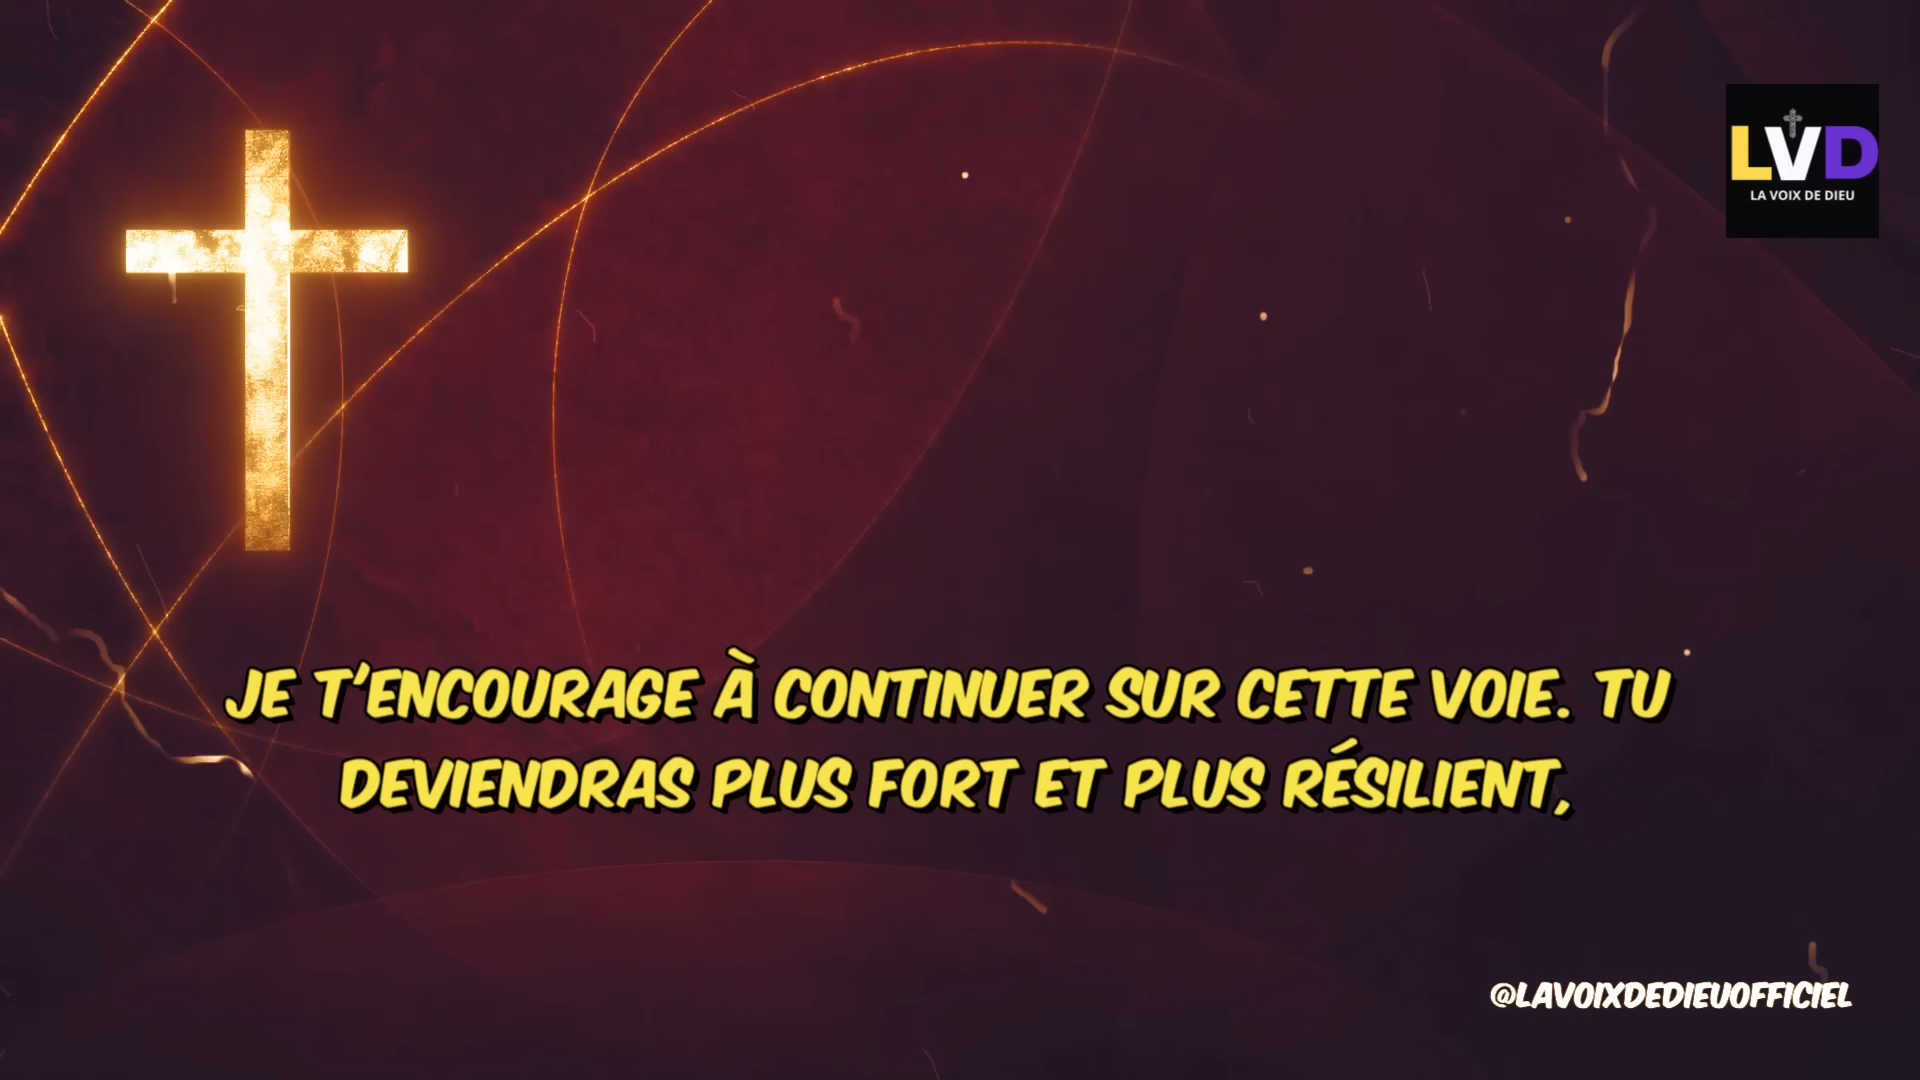 LVD
LA VOIX DE DIEU
JE T'ENCOURAGE À CONTINUER SUR CETTE VOIE. TU
DEVIENDRAS PLUS FORT ET PLUS RÉSILIENT,
@LAVOIXDEDIEUOFFICIEL